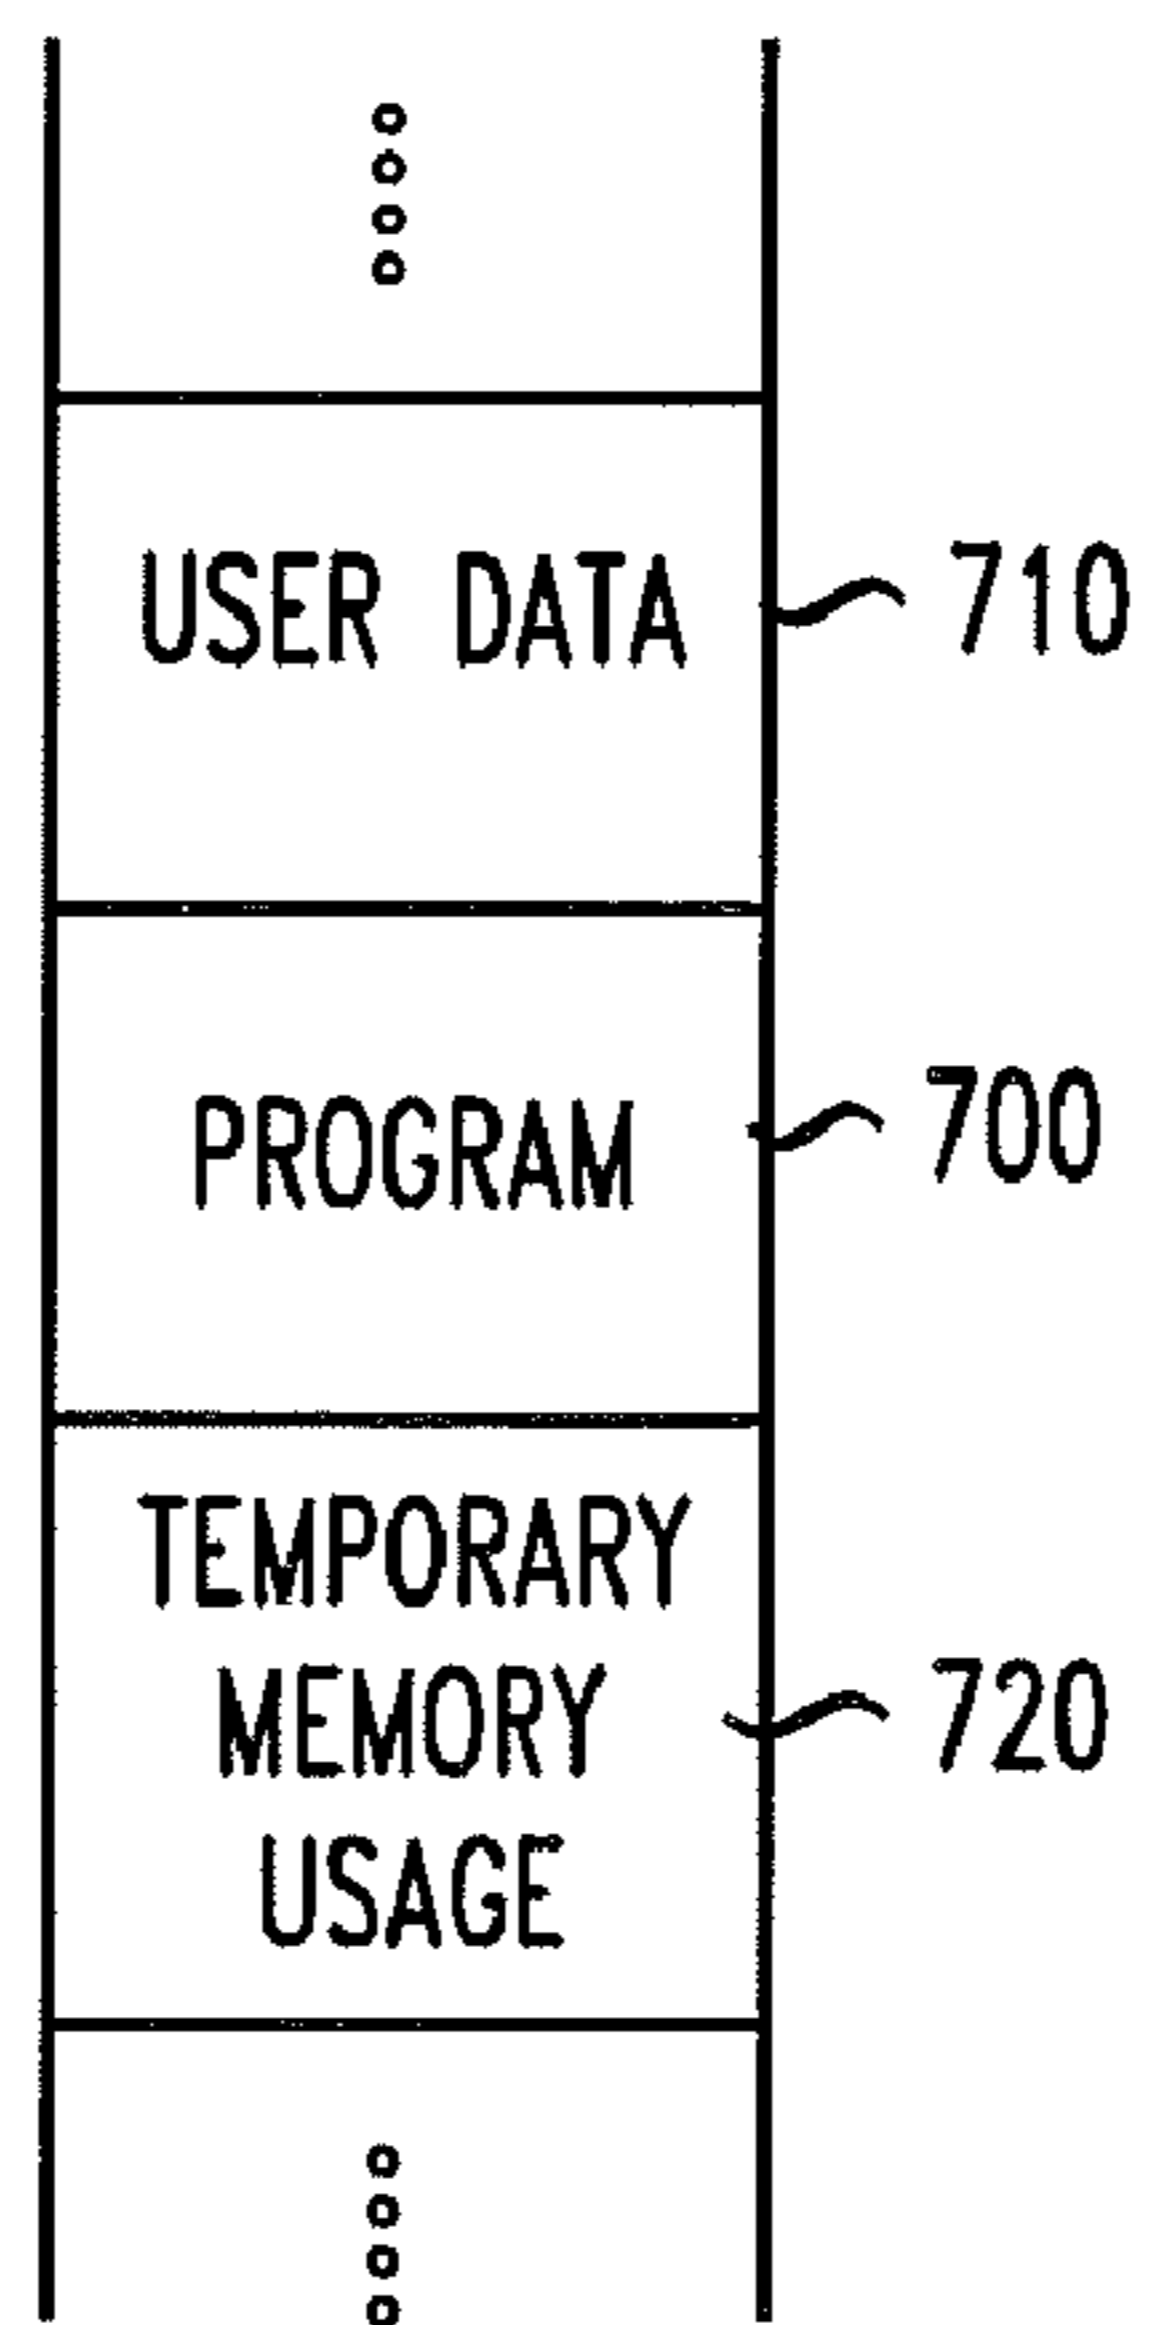 USER DATA
710
PROGRAM
700
TEMPORARY
MEMORY
USAGE
720